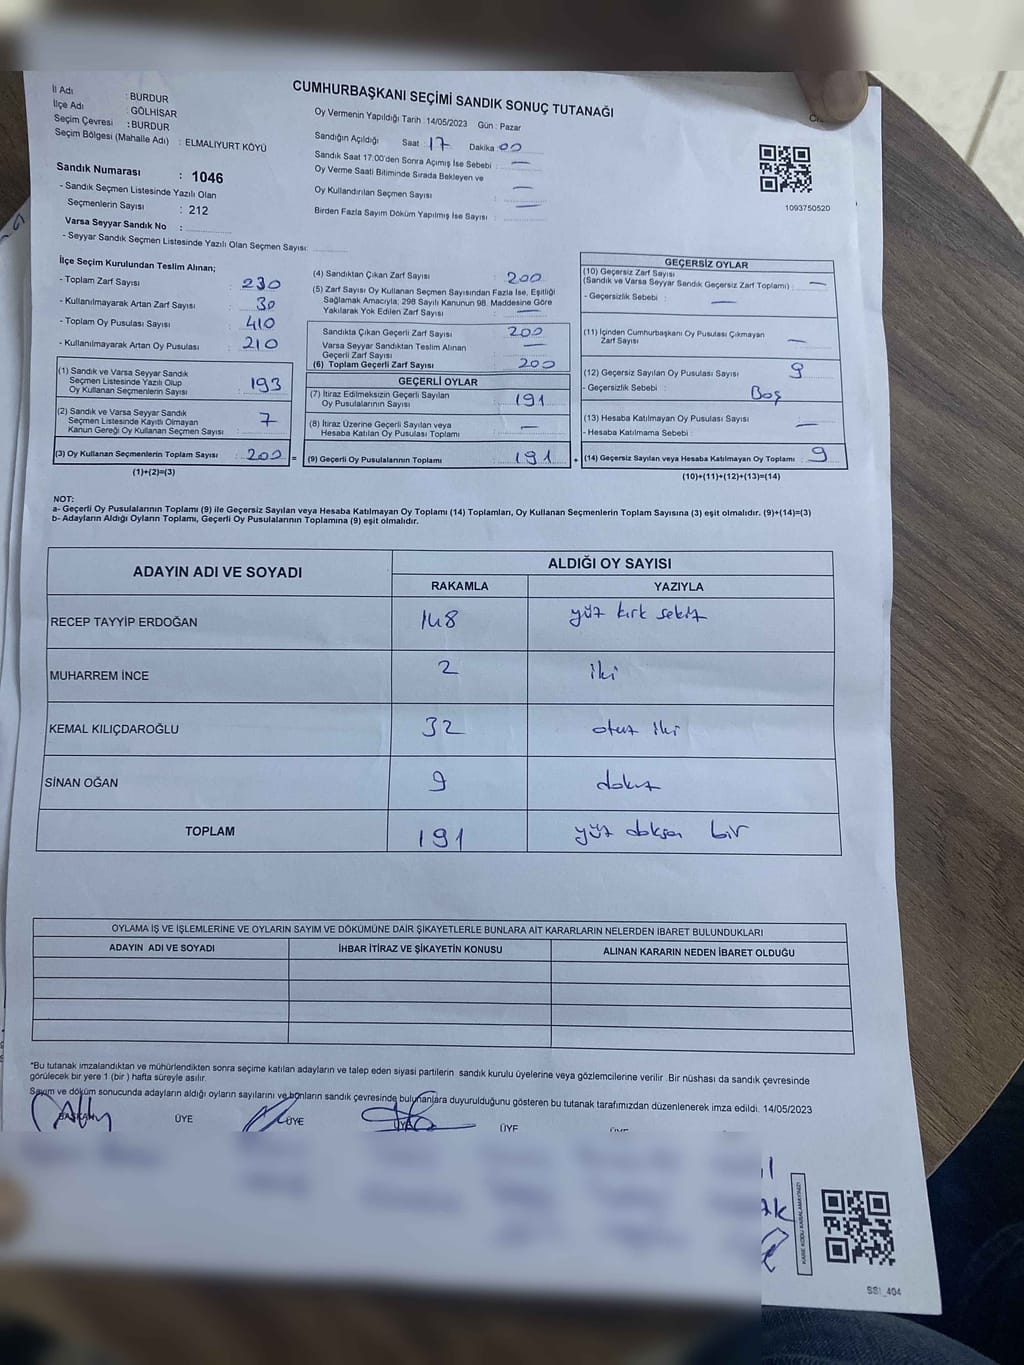 CUMHURBAŞKANI SEÇİMİ SANDIK SONUÇ TUTANAĞI
İl Adı : BURDUR
İlçe Adı : GÖLHİSAR
Seçim Çevresi : BURDUR
Seçim Bölgesi (Mahalle Adı) : ELMALIYURT KÖYÜ
Oy Vermenin Yapıldığı Tarih : 14/05/2023 Gün : Pazar
Sandığın Açıldığı Saat 17 Dakika 00
Sandık Saat 17:00'den Sonra Açımış İse Sebebi : —
Oy Verme Saati Bitiminde Sırada Bekleyen ve
Oy Kullandırılan Seçmen Sayısı : —
Birden Fazla Sayım Döküm Yapılmış İse Sayısı : —
1093750520
Sandık Numarası : 1046
- Sandık Seçmen Listesinde Yazılı Olan
Seçmenlerin Sayısı : 212
Varsa Seyyar Sandık No :
- Seyyar Sandık Seçmen Listesinde Yazılı Olan Seçmen Sayısı:
İlçe Seçim Kurulundan Teslim Alınan;
- Toplam Zarf Sayısı : 230
- Kullanılmayarak Artan Zarf Sayısı : 30
- Toplam Oy Pusulası Sayısı : 410
- Kullanılmayarak Artan Oy Pusulası : 210
(1) Sandık ve Varsa Seyyar Sandık
Seçmen Listesinde Yazılı Olup
Oy Kullanan Seçmenlerin Sayısı : 193
(2) Sandık ve Varsa Seyyar Sandık
Seçmen Listesinde Kayıtlı Olmayan
Kanun Gereği Oy Kullanan Seçmen Sayısı : 7
(3) Oy Kullanan Seçmenlerin Toplam Sayısı : 200 =
(1)+(2)=(3)
(4) Sandıktan Çıkan Zarf Sayısı : 200
(5) Zarf Sayısı Oy Kullanan Seçmen Sayısından Fazla İse, Eşitliği
Sağlamak Amacıyla; 298 Sayılı Kanunun 98. Maddesine Göre
Yakılarak Yok Edilen Zarf Sayısı : —
Sandıkta Çıkan Geçerli Zarf Sayısı : 200
Varsa Seyyar Sandıktan Teslim Alınan
Geçerli Zarf Sayısı : —
(6) Toplam Geçerli Zarf Sayısı : 200
GEÇERLİ OYLAR
(7) İtiraz Edilmeksizin Geçerli Sayılan
Oy Pusulalarının Sayısı : 191
(8) İtiraz Üzerine Geçerli Sayılan veya
Hesaba Katılan Oy Pusulası Toplamı : —
(9) Geçerli Oy Pusulalarının Toplamı : 191 +
GEÇERSİZ OYLAR
(10) Geçersiz Zarf Sayısı
(Sandık ve Varsa Seyyar Sandık Geçersiz Zarf Toplamı) : —
- Geçersizlik Sebebi : —
(11) İçinden Cumhurbaşkanı Oy Pusulası Çıkmayan
Zarf Sayısı : —
(12) Geçersiz Sayılan Oy Pusulası Sayısı : 9
- Geçersizlik Sebebi : Boş
(13) Hesaba Katılmayan Oy Pusulası Sayısı : —
- Hesaba Katılmama Sebebi :
(14) Geçersiz Sayılan veya Hesaba Katılmayan Oy Toplamı : 9
(10)+(11)+(12)+(13)=(14)
NOT:
a- Geçerli Oy Pusulalarının Toplamı (9) ile Geçersiz Sayılan veya Hesaba Katılmayan Oy Toplamı (14) Toplamları, Oy Kullanan Seçmenlerin Toplam Sayısına (3) eşit olmalıdır. (9)+(14)=(3)
b- Adayların Aldığı Oyların Toplamı, Geçerli Oy Pusulalarının Toplamına (9) eşit olmalıdır.
ADAYIN ADI VE SOYADI ALDIĞI OY SAYISI
RAKAMLA YAZIYLA
RECEP TAYYİP ERDOĞAN 148 yüz kırk sekiz
MUHARREM İNCE 2 iki
KEMAL KILIÇDAROĞLU 32 otuz iki
SİNAN OĞAN 9 dokuz
TOPLAM 191 yüz doksan bir
OYLAMA İŞ VE İŞLEMLERİNE VE OYLARIN SAYIM VE DÖKÜMÜNE DAİR ŞİKAYETLERLE BUNLARA AİT KARARLARIN NELERDEN İBARET BULUNDUKLARI
ADAYIN ADI VE SOYADI İHBAR İTİRAZ VE ŞİKAYETİN KONUSU ALINAN KARARIN NEDEN İBARET OLDUĞU
*Bu tutanak imzalandıktan ve mühürlendikten sonra seçime katılan adayların ve talep eden siyasi partilerin sandık kurulu üyelerine veya gözlemcilerine verilir .Bir nüshası da sandık çevresinde
görülecek bir yere 1 (bir ) hafta süreyle asılır.
Sayım ve döküm sonucunda adayların aldığı oyların sayılarını ve bunların sandık çevresinde bulunanlara duyurulduğunu gösteren bu tutanak tarafımızdan düzenlenerek imza edildi. 14/05/2023
BAŞKAN ÜYE ÜYE ÜYE ÜYE
KARE KODU KARALAMAYINIZ!
SS1_404